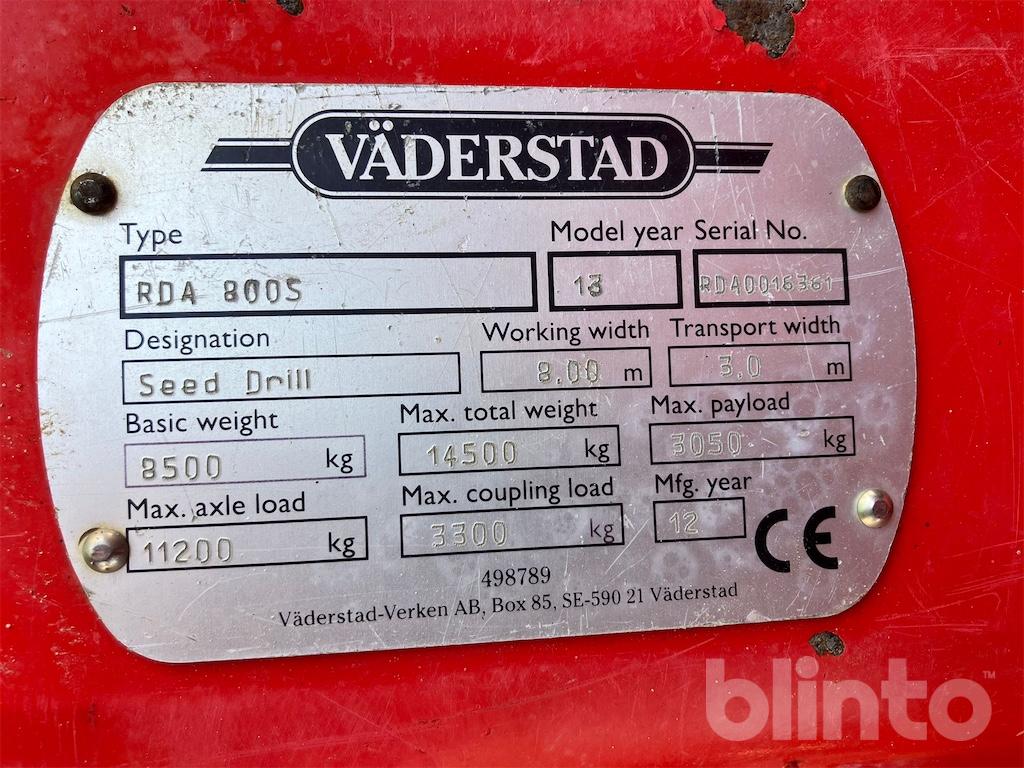 VÄDERSTAD
Type Model year Serial No.
RDA 800S 13 RDA0016361
Designation Working width Transport width
Seed Drill 8.00 m 3.0 m
Basic weight Max. total weight Max. payload
8500 kg 14500 kg 3050 kg
Max. axle load Max. coupling load Mfg. year
11200 kg 3300 kg 12 CE
498789
Väderstad-Verken AB, Box 85, SE-590 21 Väderstad
blinto™